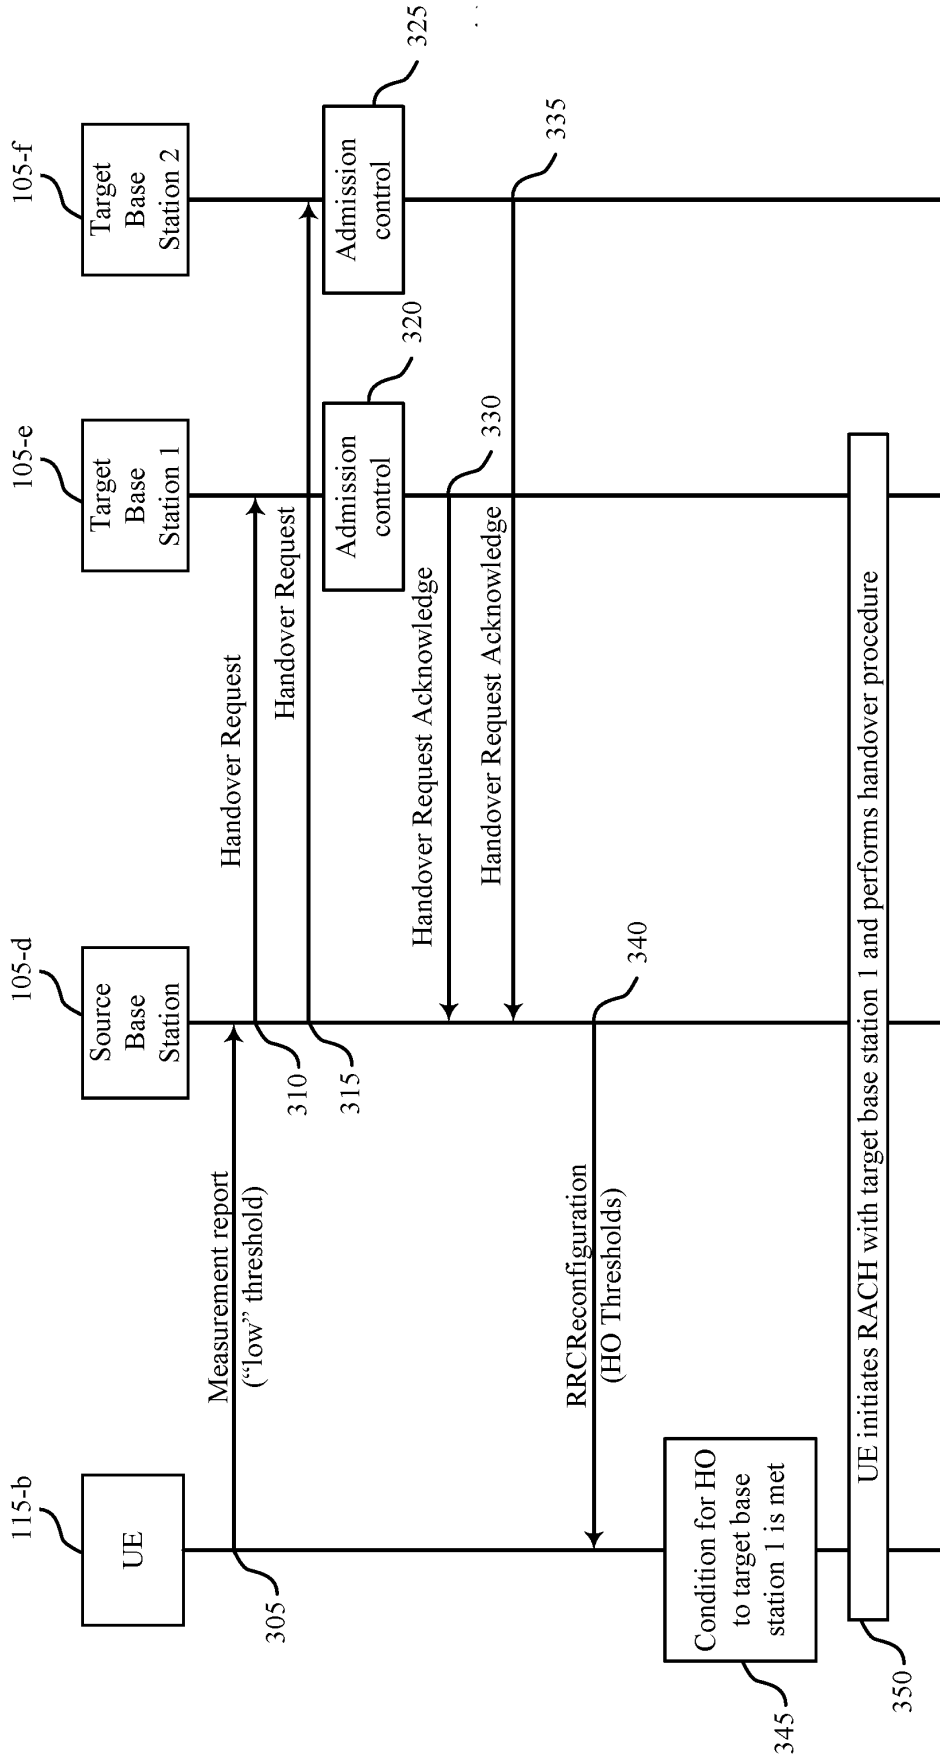 115-b
105-d
105-e
105-f
UE
Source
Base
Station
Target
Base
Station 1
Target
Base
Station 2
Measurement report
(“low” threshold)
305
Handover Request
310
Handover Request
315
Admission
control
320
Admission
control
325
Handover Request Acknowledge
330
Handover Request Acknowledge
335
RRCReconfiguration
(HO Thresholds)
340
Condition for HO
to target base
station 1 is met
345
UE initiates RACH with target base station 1 and performs handover procedure
350